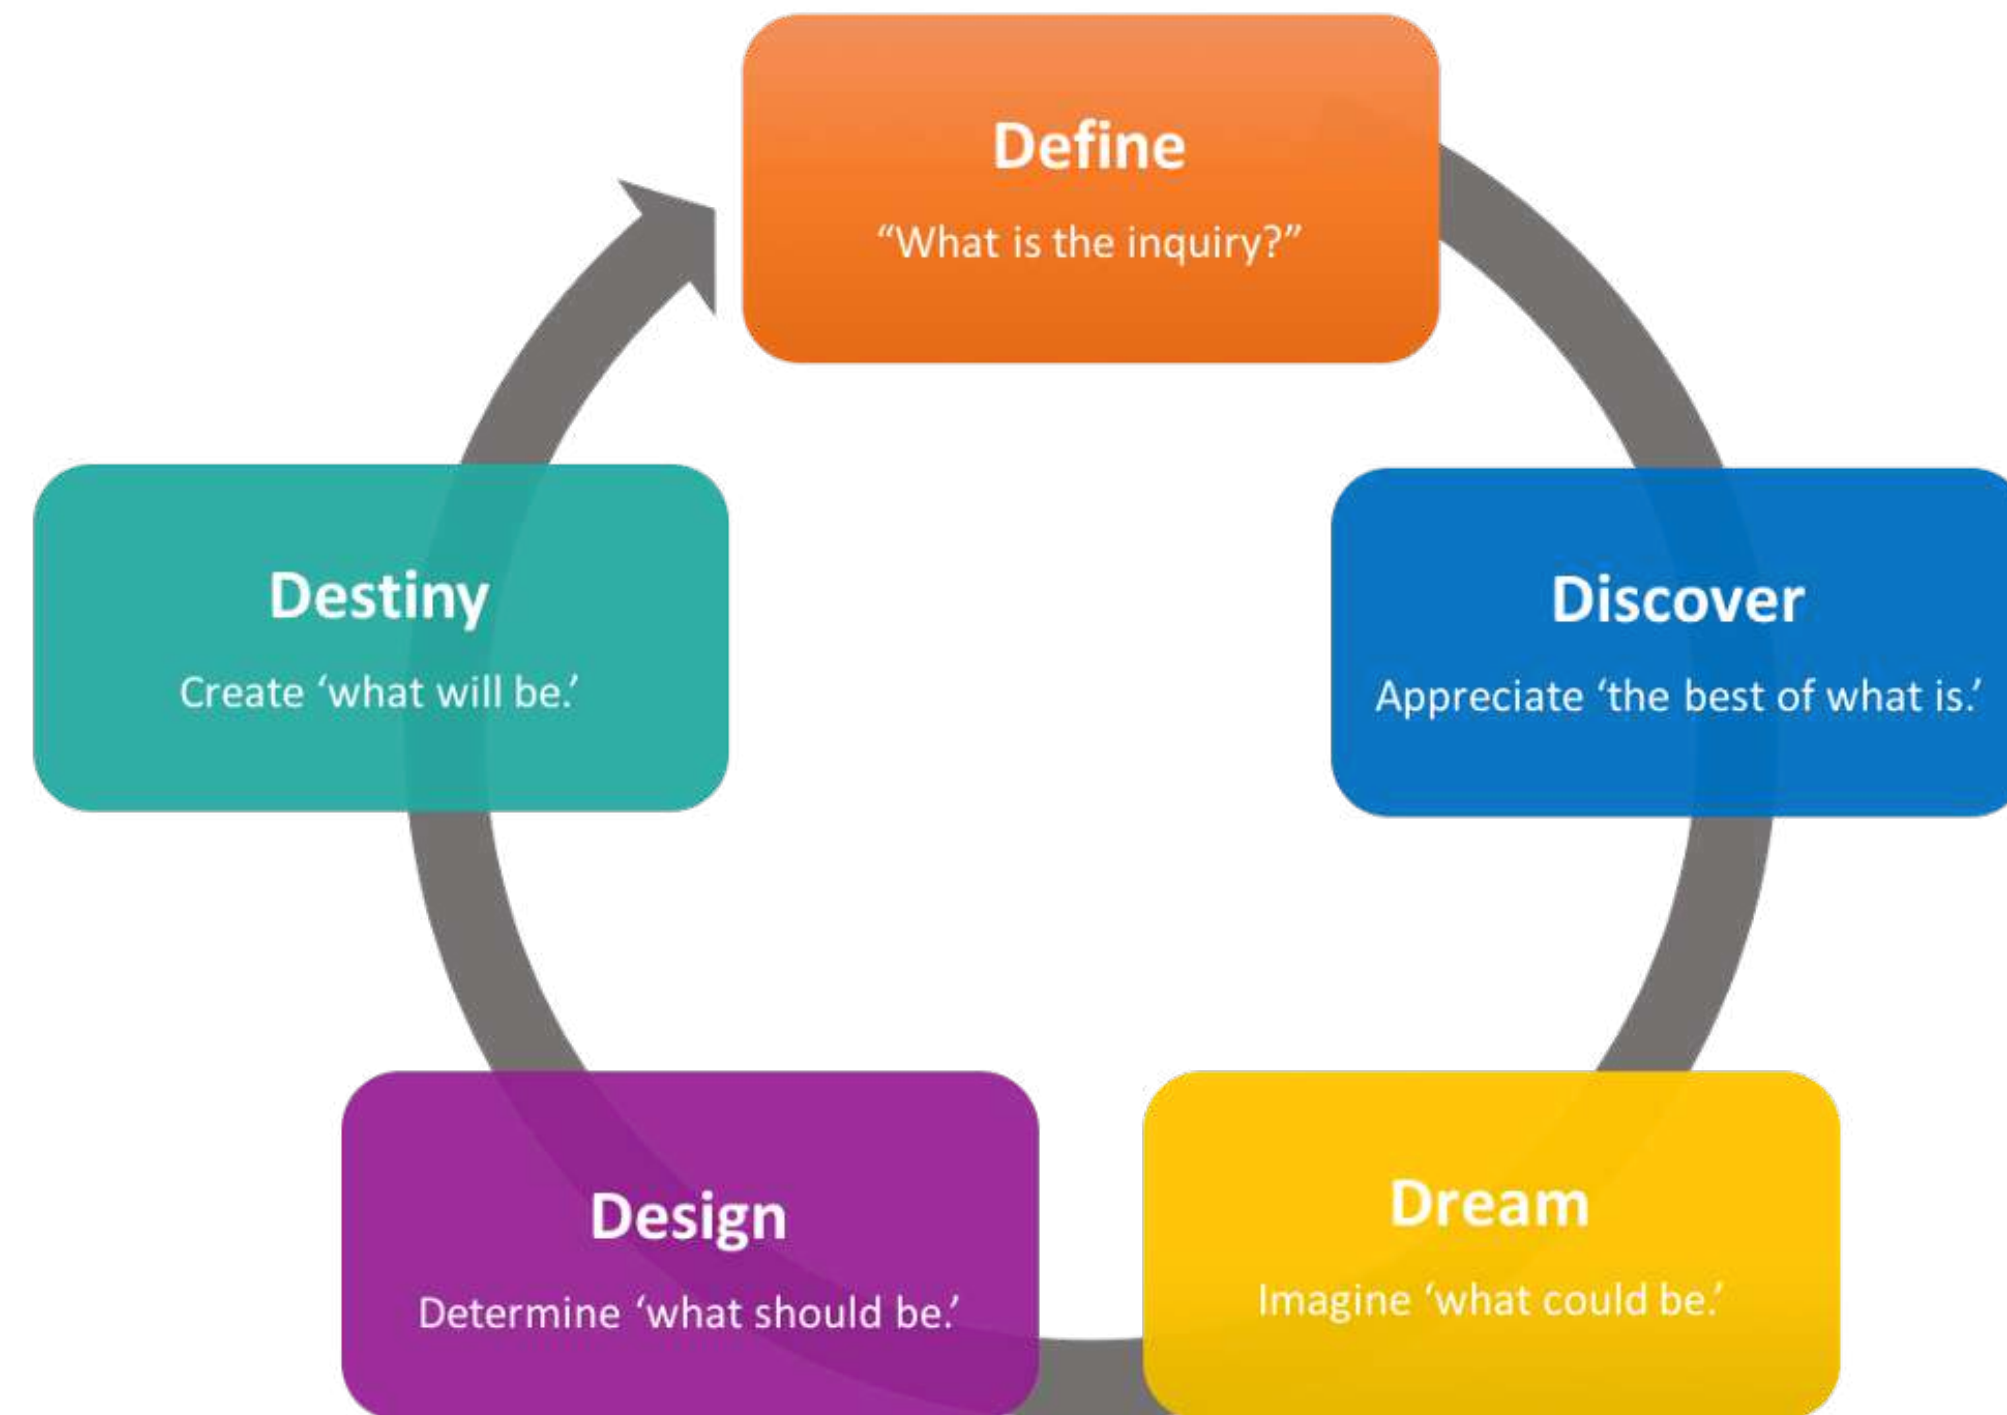 Define
“What is the inquiry?”
Discover
Appreciate ‘the best of what is.’
Dream
Imagine ‘what could be.’
Design
Determine ‘what should be.’
Destiny
Create ‘what will be.’